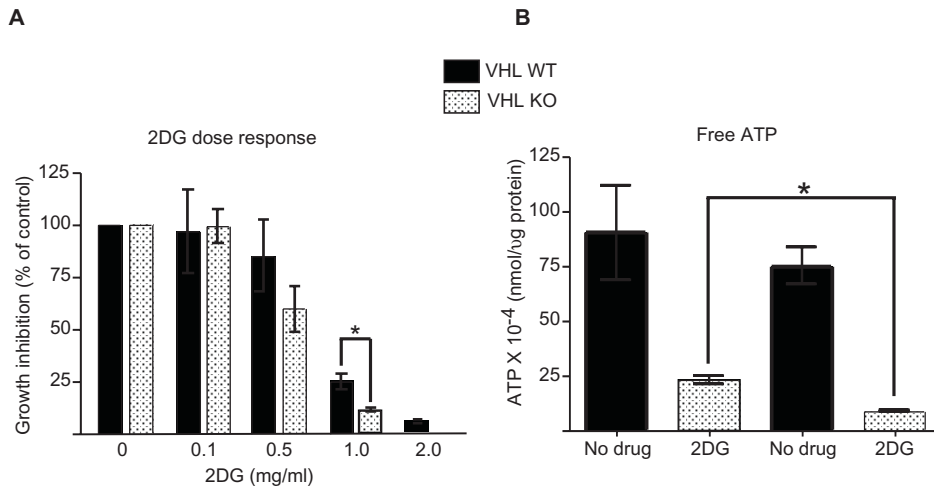 A
B
VHL WT
VHL KO
2DG dose response
Growth inhibition (% of control)
125
100
75
50
25
*
0 0.1 0.5 1.0 2.0
2DG (mg/ml)
Free ATP
ATP X 10-4 (nmol/υg protein)
125
100
75
50
25
*
No drug 2DG No drug 2DG